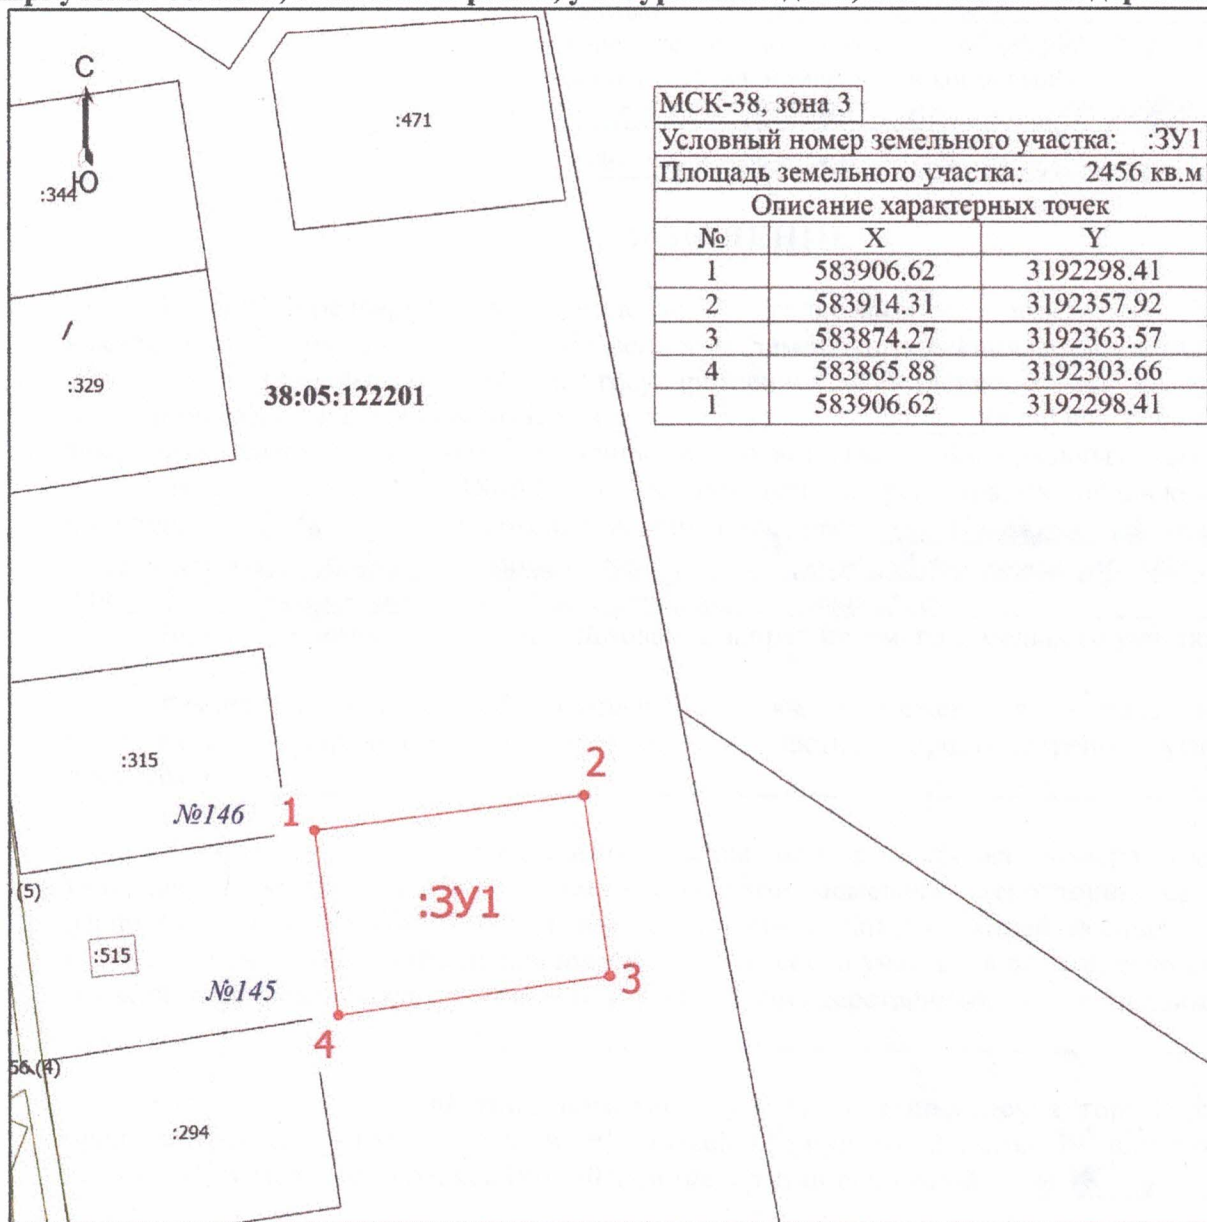 С
Ю
:344
:471
МСК-38, зона 3
Условный номер земельного участка: :ЗУ1
Площадь земельного участка: 2456 кв.м
Описание характерных точек
№ X Y
1 583906.62 3192298.41
2 583914.31 3192357.92
3 583874.27 3192363.57
4 583865.88 3192303.66
1 583906.62 3192298.41
:329
38:05:122201
:315
№146
1
2
:ЗУ1
(5)
:515
№145
3
4
(4)
:294